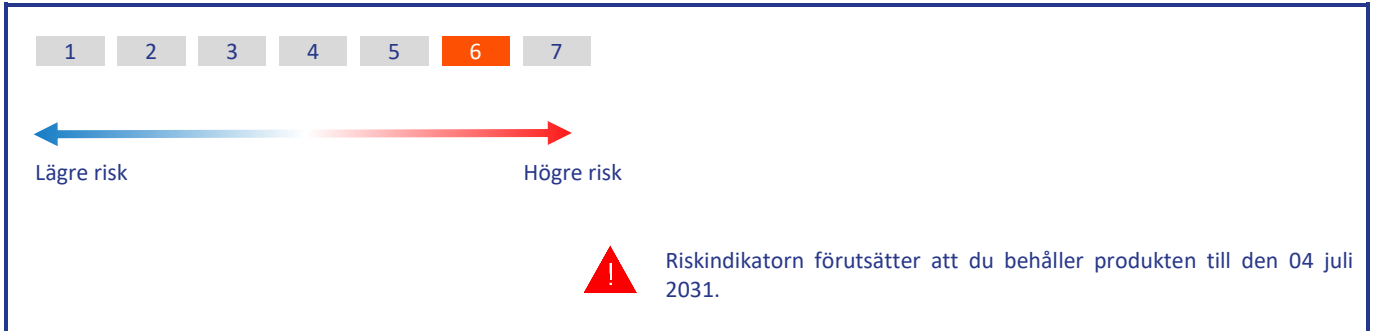 1 2 3 4 5 6 7
Lägre risk Högre risk
! Riskindikatorn förutsätter att du behåller produkten till den 04 juli
2031.